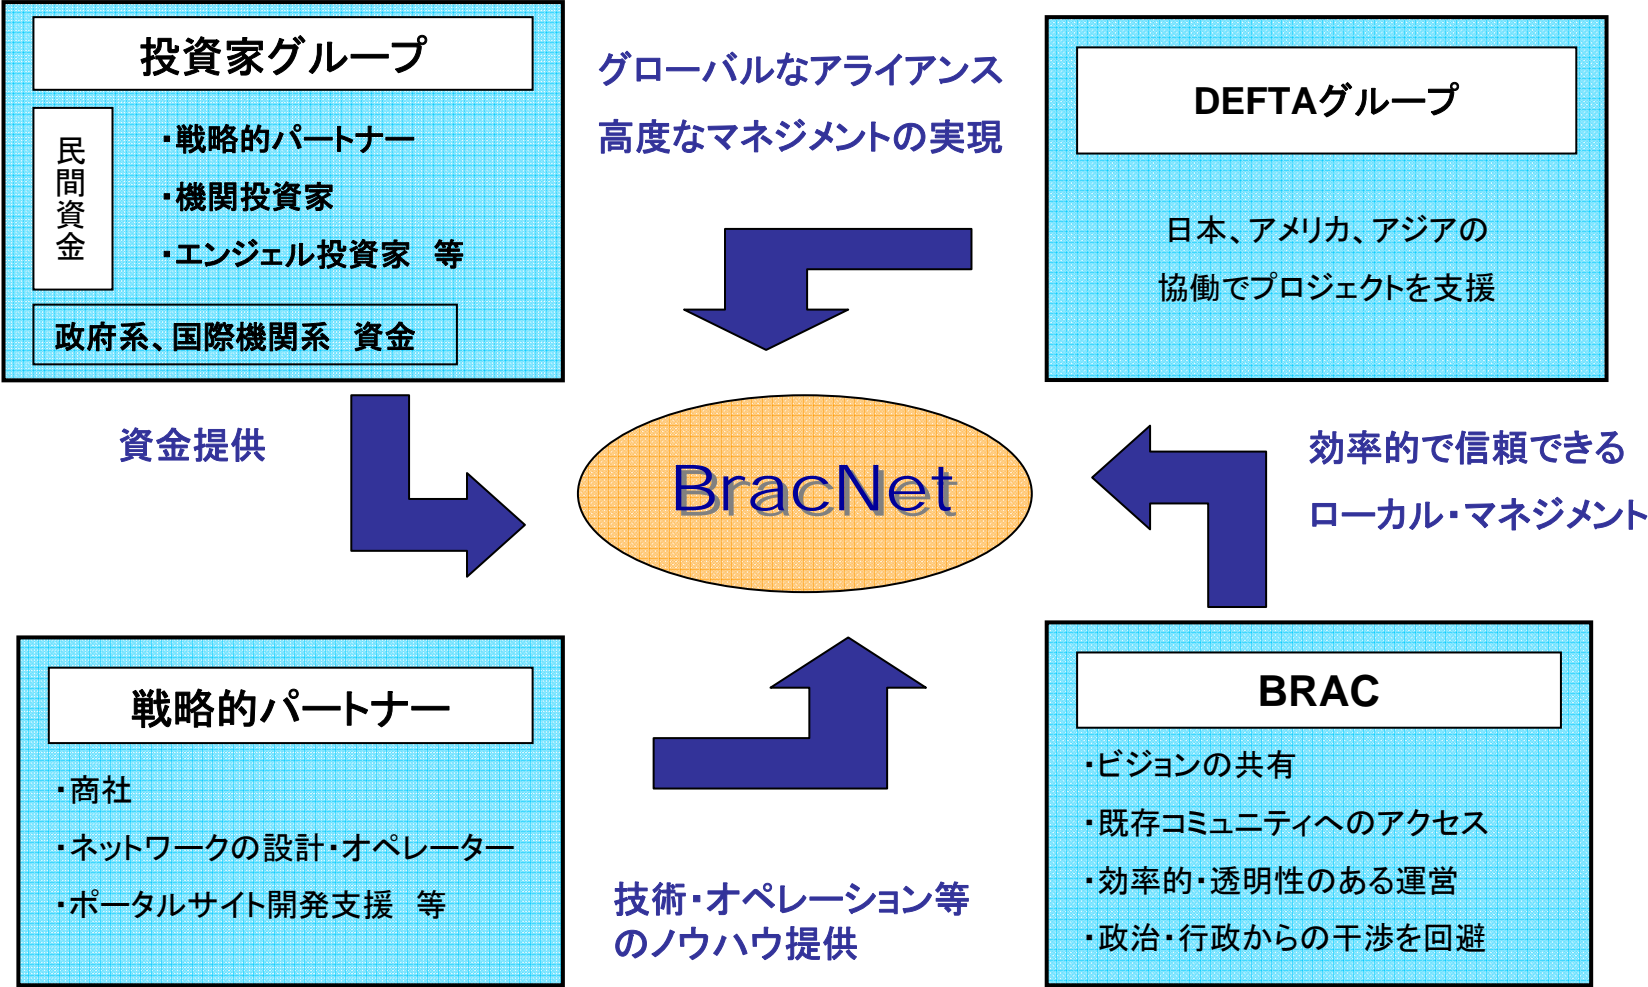 投資家グループ
民間資金
・戦略的パートナー
・機関投資家
・エンジェル投資家　等
政府系、国際機関系　資金
グローバルなアライアンス
高度なマネジメントの実現
DEFTAグループ
日本、アメリカ、アジアの
協働でプロジェクトを支援
資金提供
BracNet
効率的で信頼できる
ローカル・マネジメント
戦略的パートナー
・商社
・ネットワークの設計・オペレーター
・ポータルサイト開発支援　等
技術・オペレーション等
のノウハウ提供
BRAC
・ビジョンの共有
・既存コミュニティへのアクセス
・効率的・透明性のある運営
・政治・行政からの干渉を回避